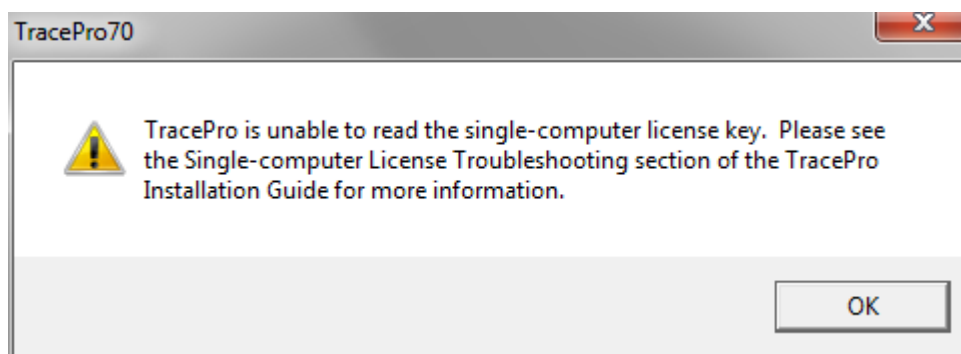 TracePro70
TracePro is unable to read the single-computer license key.  Please see
the Single-computer License Troubleshooting section of the TracePro
Installation Guide for more information.
OK